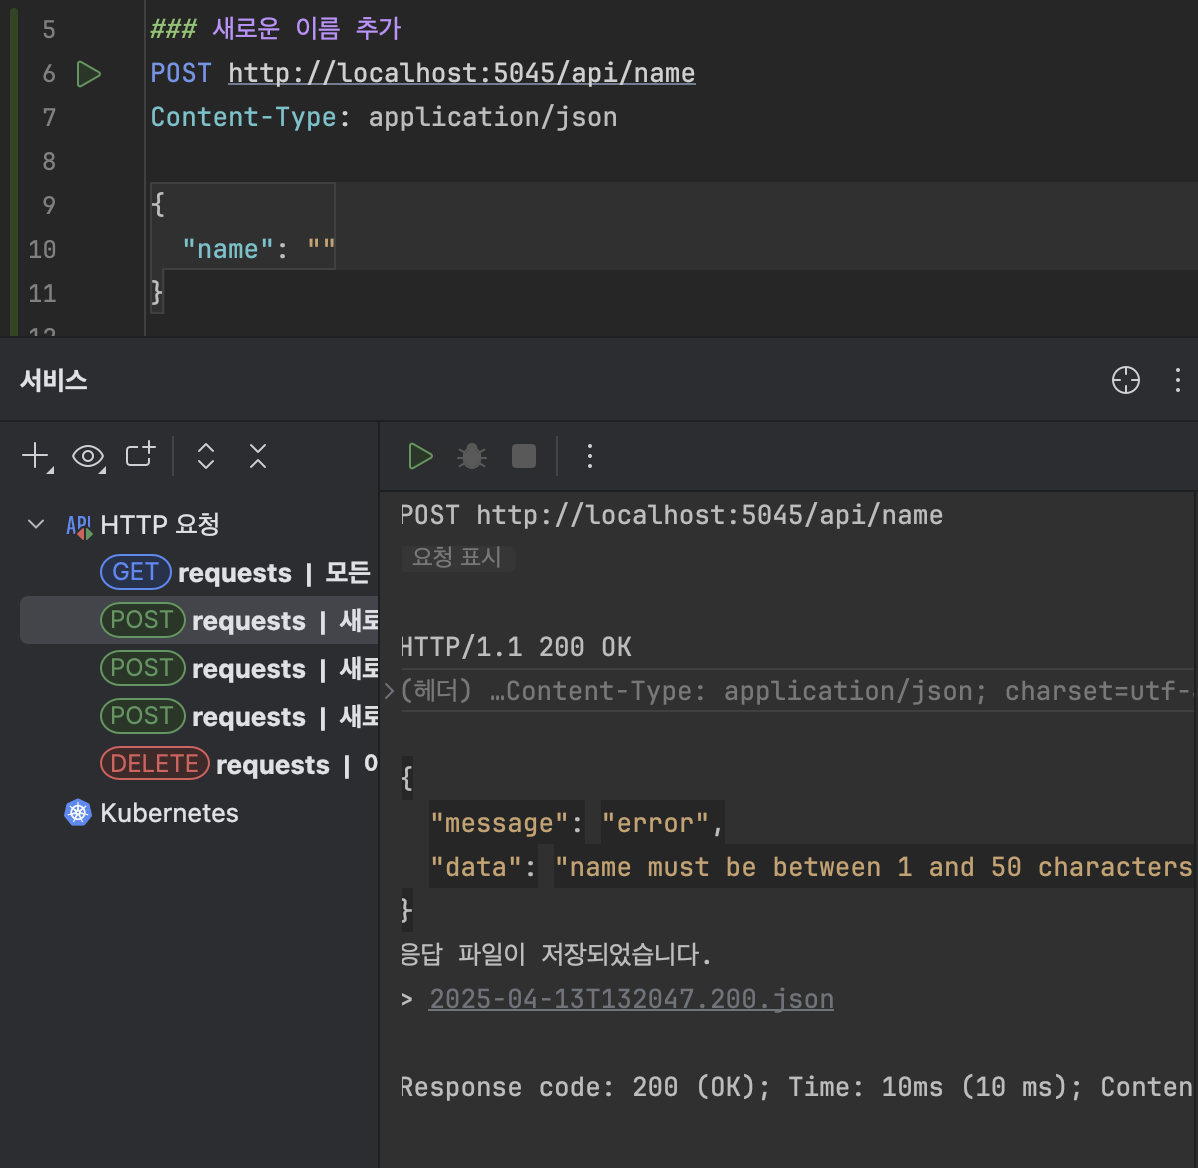 5 ### 새로운 이름 추가
6 POST http://localhost:5045/api/name
7 Content-Type: application/json
8
9 {
10 "name": ""
11 }
12
서비스
HTTP 요청
GET requests | 모든
POST requests | 새로
POST requests | 새로
POST requests | 새로
DELETE requests | 이
Kubernetes
POST http://localhost:5045/api/name
요청 표시
HTTP/1.1 200 OK
(헤더) …Content-Type: application/json; charset=utf-
{
"message": "error",
"data": "name must be between 1 and 50 characters
}
응답 파일이 저장되었습니다.
> 2025-04-13T132047.200.json
Response code: 200 (OK); Time: 10ms (10 ms); Conten